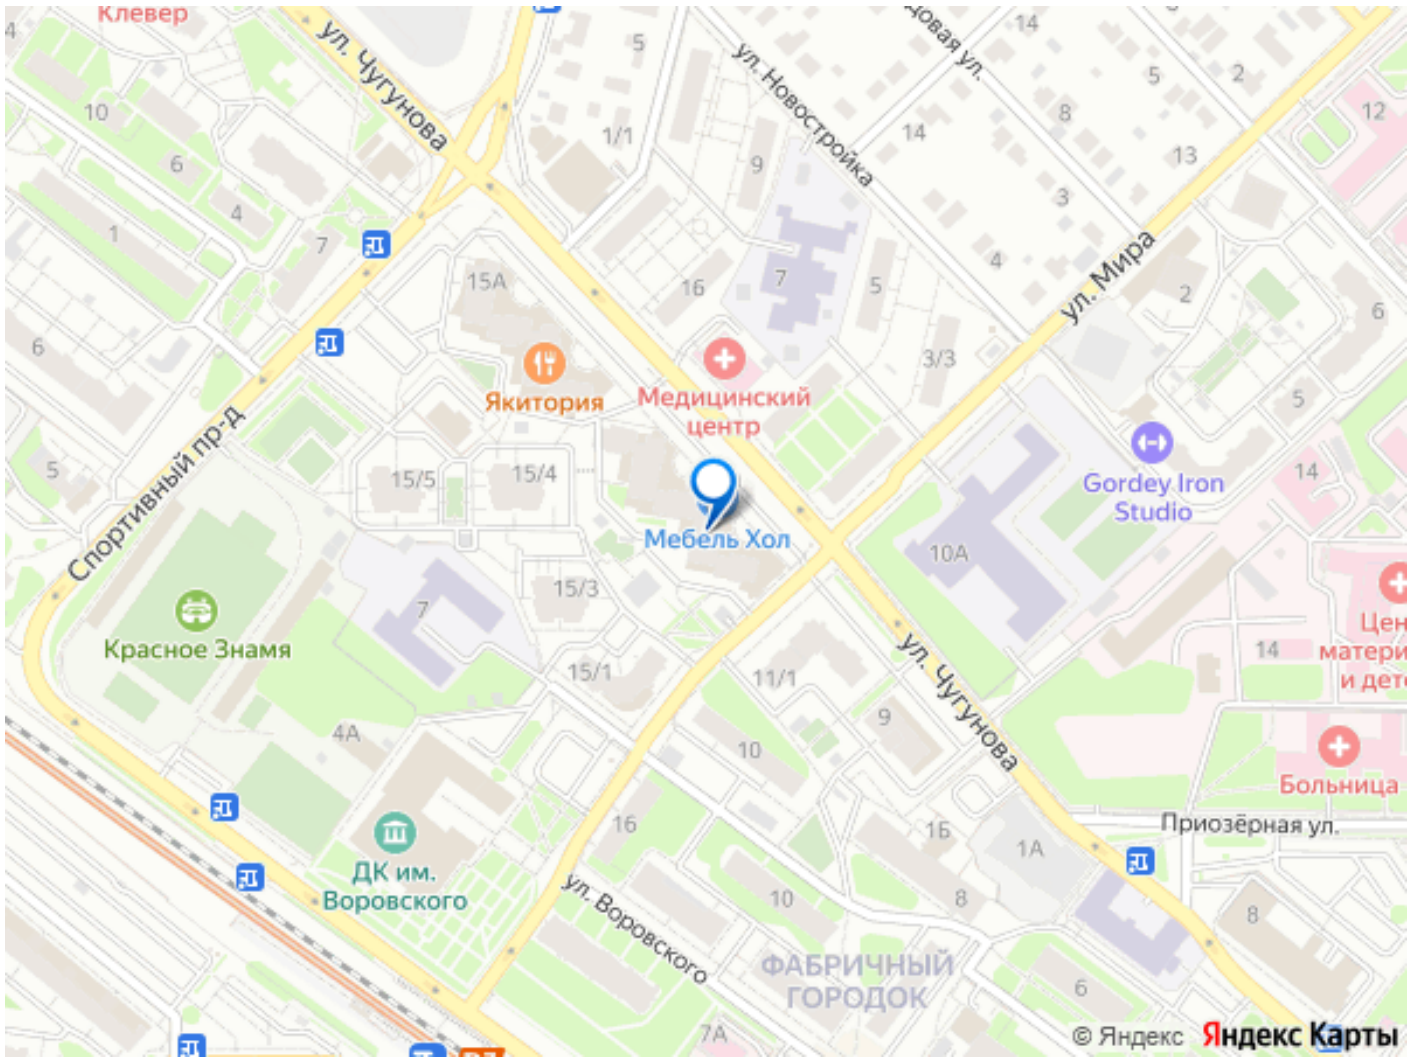 Клевер
4
ул. Чугунова
5
14
ул. Новостройка
5
2
12
10
1/1
8
14
13
6
9
3
4
1
7
4
ул. Мира
15А
16
7
5
2
6
6
3/3
Якитория
Медицинский
центр
5
Спортивный пр-д
5
15/5
15/4
14
Gordey Iron
Studio
Мебель Хол
10А
15/3
7
Красное Знамя
15/1
11/1
ул. Чугунова
14
Цен
матери
и дето
4А
9
10
Больница
16
1Б
1А
Приозёрная ул.
ДК им.
Воровского
ул. Воровского
10
8
8
ФАБРИЧНЫЙ
ГОРОДОК
6
7А
© Яндекс Яндекс Карты